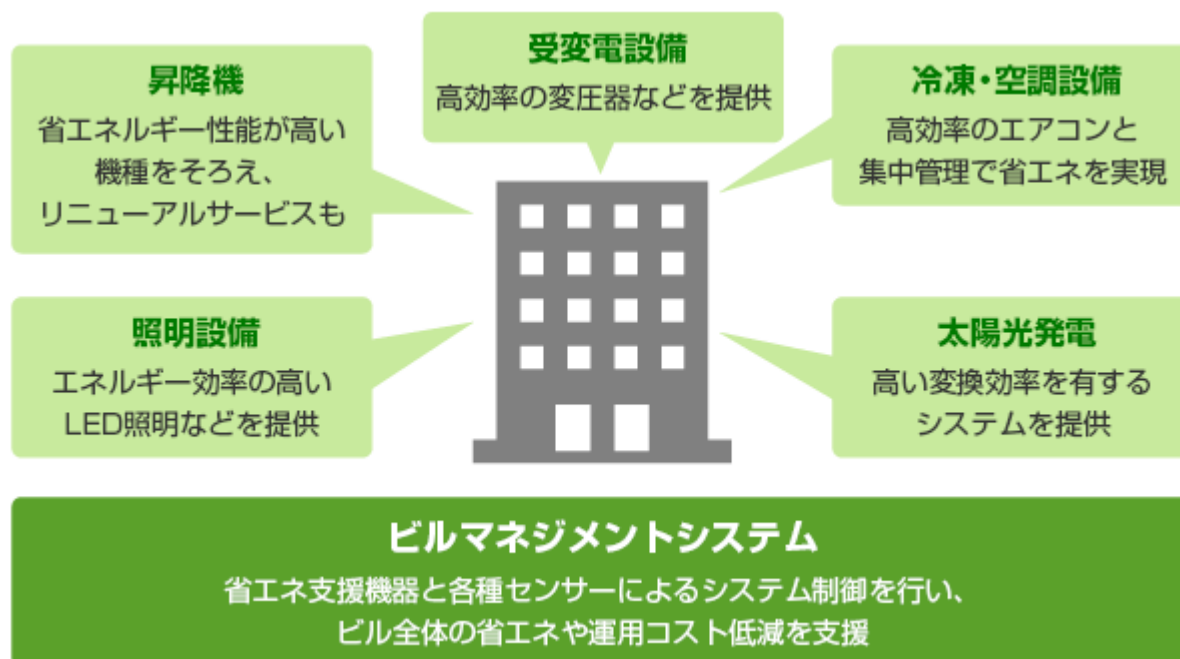 受変電設備
高効率の変圧器などを提供
昇降機
省エネルギー性能が高い
機種をそろえ、
リニューアルサービスも
冷凍・空調設備
高効率のエアコンと
集中管理で省エネを実現
照明設備
エネルギー効率の高い
LED照明などを提供
太陽光発電
高い変換効率を有する
システムを提供
ビルマネジメントシステム
省エネ支援機器と各種センサーによるシステム制御を行い、
ビル全体の省エネや運用コスト低減を支援